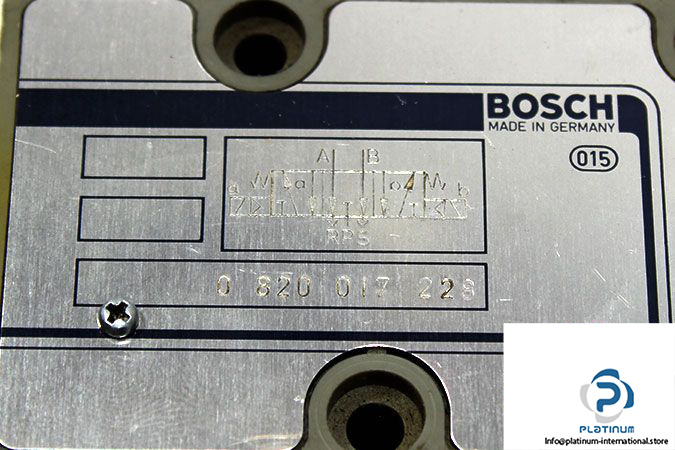 BOSCH
MADE IN GERMANY
015
A B
a a o b
R P S
0 820 017 228
PLATINUM
Info@platinum-international.store